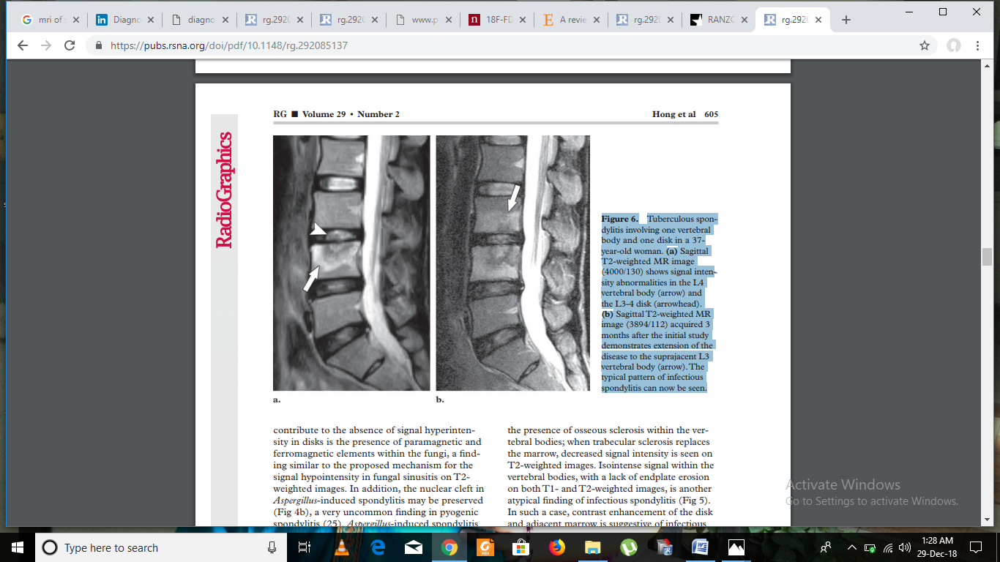 mri of s
Diagno
diagno
rg.292
rg.292
www.p
18F-FD
A revie
rg.292
RANZC
rg.292
https://pubs.rsna.org/doi/pdf/10.1148/rg.292085137
RG ■ Volume 29 • Number 2
Hong et al 605
RadioGraphics
Figure 6. Tuberculous spon-
dylitis involving one vertebral
body and one disk in a 37-
year-old woman. (a) Sagittal
T2-weighted MR image
(4000/130) shows signal inten-
sity abnormalities in the L4
vertebral body (arrow) and
the L3-4 disk (arrowhead).
(b) Sagittal T2-weighted MR
image (3894/112) acquired 3
months after the initial study
demonstrates extension of the
disease to the suprajacent L3
vertebral body (arrow). The
typical pattern of infectious
spondylitis can now be seen.
a.
b.
contribute to the absence of signal hyperinten-
sity in disks is the presence of paramagnetic and
ferromagnetic elements within the fungi, a find-
ing similar to the proposed mechanism for the
signal hypointensity in fungal sinusitis on T2-
weighted images. In addition, the nuclear cleft in
Aspergillus-induced spondylitis may be preserved
(Fig 4b), a very uncommon finding in pyogenic
spondylitis (25). Aspergillus-induced spondylitis
the presence of osseous sclerosis within the ver-
tebral bodies; when trabecular sclerosis replaces
the marrow, decreased signal intensity is seen on
T2-weighted images. Isointense signal within the
vertebral bodies, with a lack of endplate erosion
on both T1- and T2-weighted images, is another
atypical finding of infectious spondylitis (Fig 5).
In such a case, contrast enhancement of the disk
and adjacent marrow is suggestive of infectious
Activate Windows
Go to Settings to activate Windows.
Type here to search
1:28 AM
29-Dec-18